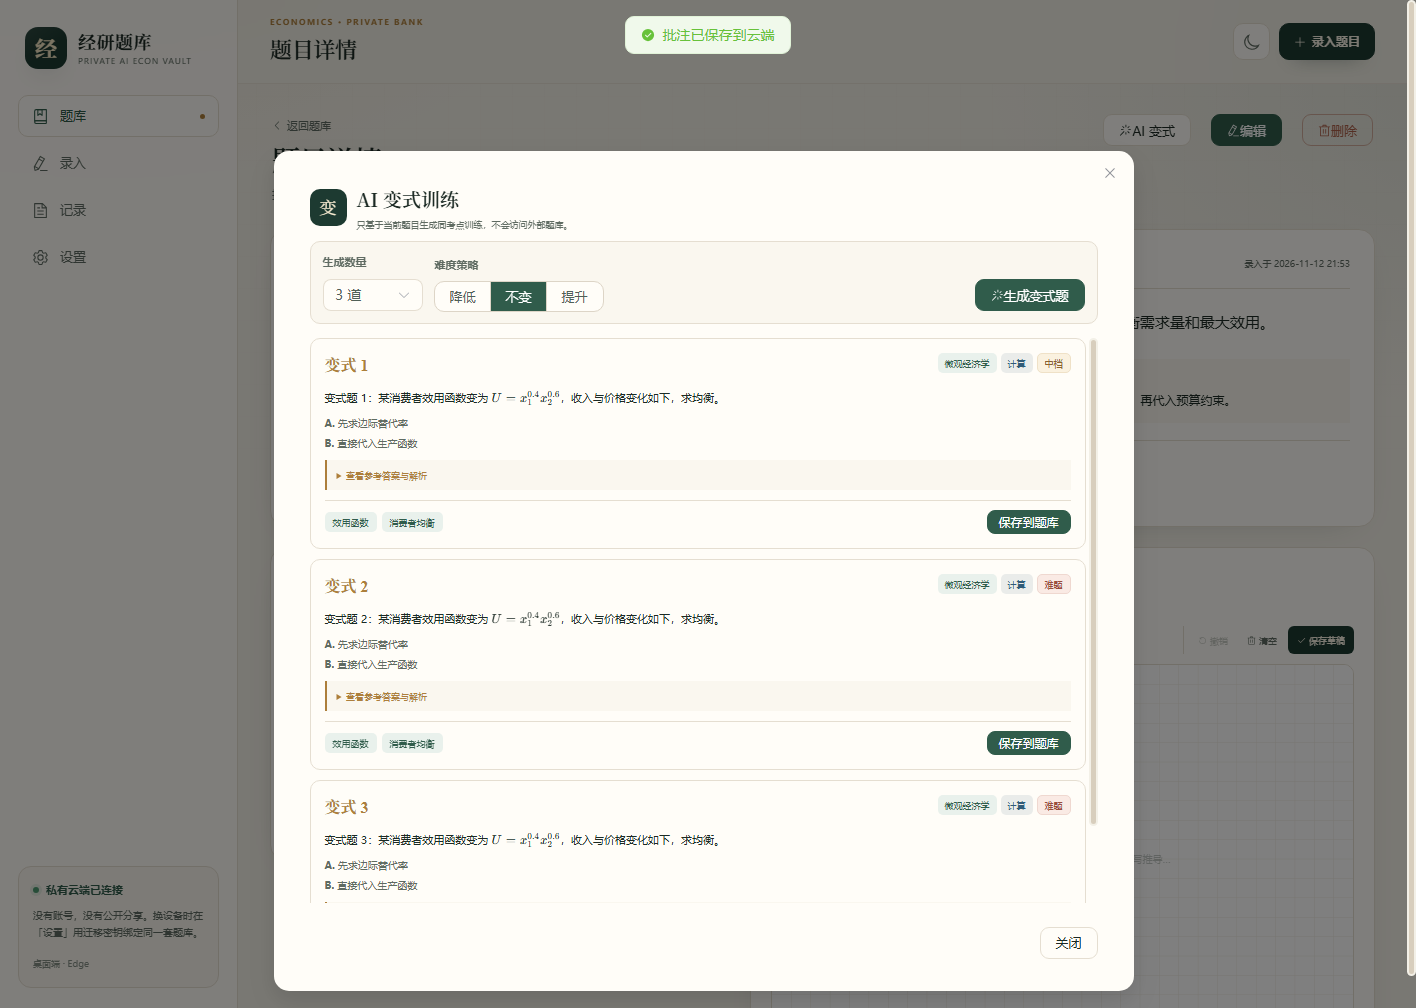 经
经研题库
PRIVATE AI ECON VAULT
题库
录入
记录
设置
私有云端已连接
没有账号，没有公开分享。换设备时在
「设置」用迁移密钥绑定同一套题库。
桌面端 · Edge
ECONOMICS • PRIVATE BANK
题目详情
批注已保存到云端
录入题目
返回题库
AI 变式
编辑
删除
题目详情
录入于 2026-11-12 21:53
需求量和最大效用。
再代入预算约束。
撤销
清空
保存草稿
写推导...
变
AI 变式训练
只基于当前题目生成同考点训练，不会访问外部题库。
生成数量
难度策略
3 道
降低
不变
提升
生成变式题
变式 1
微观经济学
计算
中档
变式题 1：某消费者效用函数变为 $U = x_1^{0.4} x_2^{0.6}$，收入与价格变化如下，求均衡。
A. 先求边际替代率
B. 直接代入生产函数
查看参考答案与解析
效用函数
消费者均衡
保存到题库
变式 2
微观经济学
计算
难题
变式题 2：某消费者效用函数变为 $U = x_1^{0.4} x_2^{0.6}$，收入与价格变化如下，求均衡。
A. 先求边际替代率
B. 直接代入生产函数
查看参考答案与解析
效用函数
消费者均衡
保存到题库
变式 3
微观经济学
计算
难题
变式题 3：某消费者效用函数变为 $U = x_1^{0.4} x_2^{0.6}$，收入与价格变化如下，求均衡。
A. 先求边际替代率
B. 直接代入生产函数
关闭